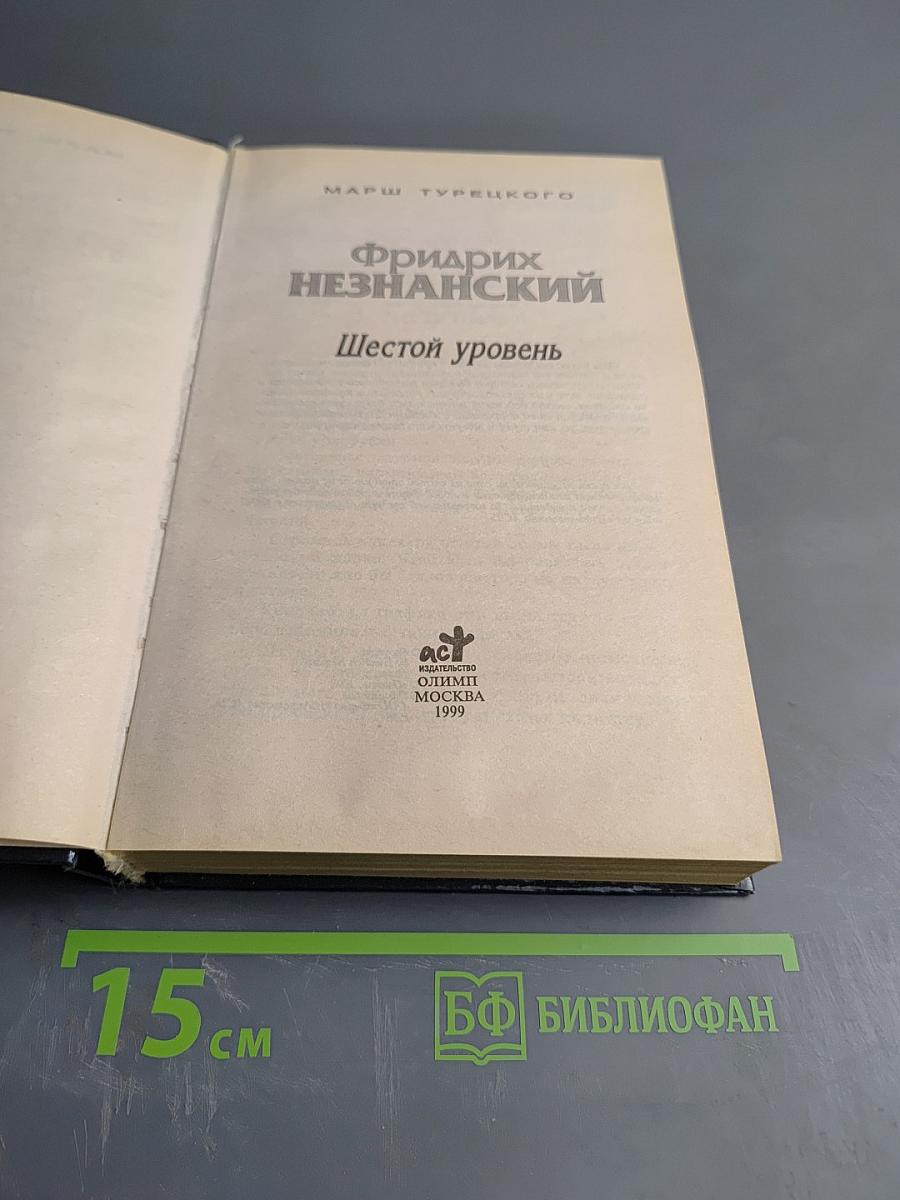 МАРШ ТУРЕЦКОГО
Фридрих
НЕЗНАНСКИЙ
Шестой уровень
аст
ИЗДАТЕЛЬСТВО
ОЛИМП
МОСКВА
1999
15 см
БФ БИБЛИОФАН